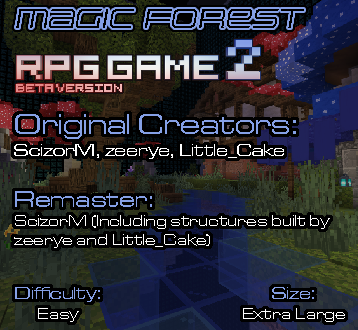 MAGIC FOREST
RPG GAME 2
BETA VERSION
Original Creators:
ScizorM, zeerye, Little_Cake
Remaster:
ScizorM (Including structures built by
zeerye and Little_Cake)
Difficulty: Size:
Easy Extra Large